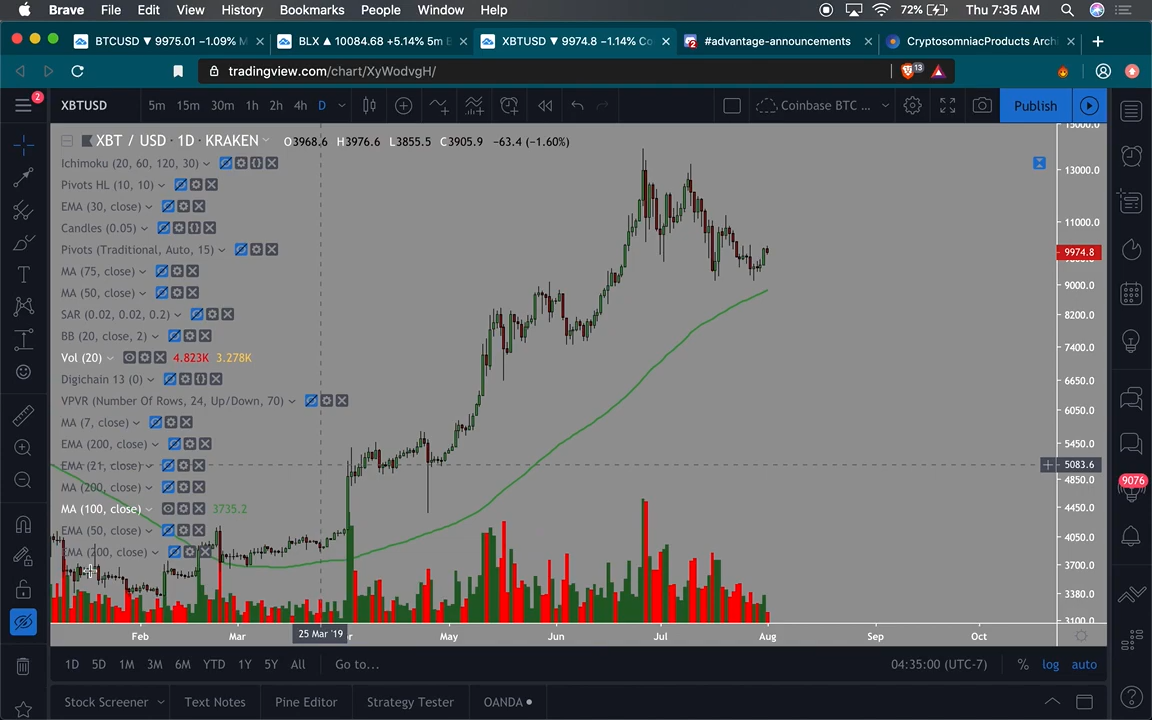 Brave File Edit View History Bookmarks People Window Help 72% Thu 7:35 AM
BTCUSD ▼ 9975.01 −1.09% M × BLX ▲ 10084.68 +5.14% 5m B × XBTUSD ▼ 9974.8 −1.14% Co × #advantage-announcements × CryptosomniacProducts Arch × +
tradingview.com/chart/XyWodvgH/ 13
2 XBTUSD 5m 15m 30m 1h 2h 4h D Coinbase BTC ... Publish
XBT / USD · 1D · KRAKEN O3968.6 H3976.6 L3855.5 C3905.9 −63.4 (−1.60%)
Ichimoku (20, 60, 120, 30)
Pivots HL (10, 10)
EMA (30, close)
Candles (0.05)
Pivots (Traditional, Auto, 15)
MA (75, close)
MA (50, close)
SAR (0.02, 0.02, 0.2)
BB (20, close, 2)
Vol (20) 4.823K 3.278K
Digichain 13 (0)
VPVR (Number Of Rows, 24, Up/Down, 70)
MA (7, close)
EMA (200, close)
EMA (21, close)
MA (200, close)
MA (100, close) 3735.2
EMA (50, close)
EMA (200, close)
15000.0
13000.0
11000.0
9974.8
9000.0
8200.0
7400.0
6650.0
6050.0
5450.0
5083.6
4850.0
4450.0
4050.0
3700.0
3380.0
3100.0
9076
Feb Mar 25 Mar '19 May Jun Jul Aug Sep Oct
1D 5D 1M 3M 6M YTD 1Y 5Y All Go to... 04:35:00 (UTC-7) % log auto
Stock Screener Text Notes Pine Editor Strategy Tester OANDA